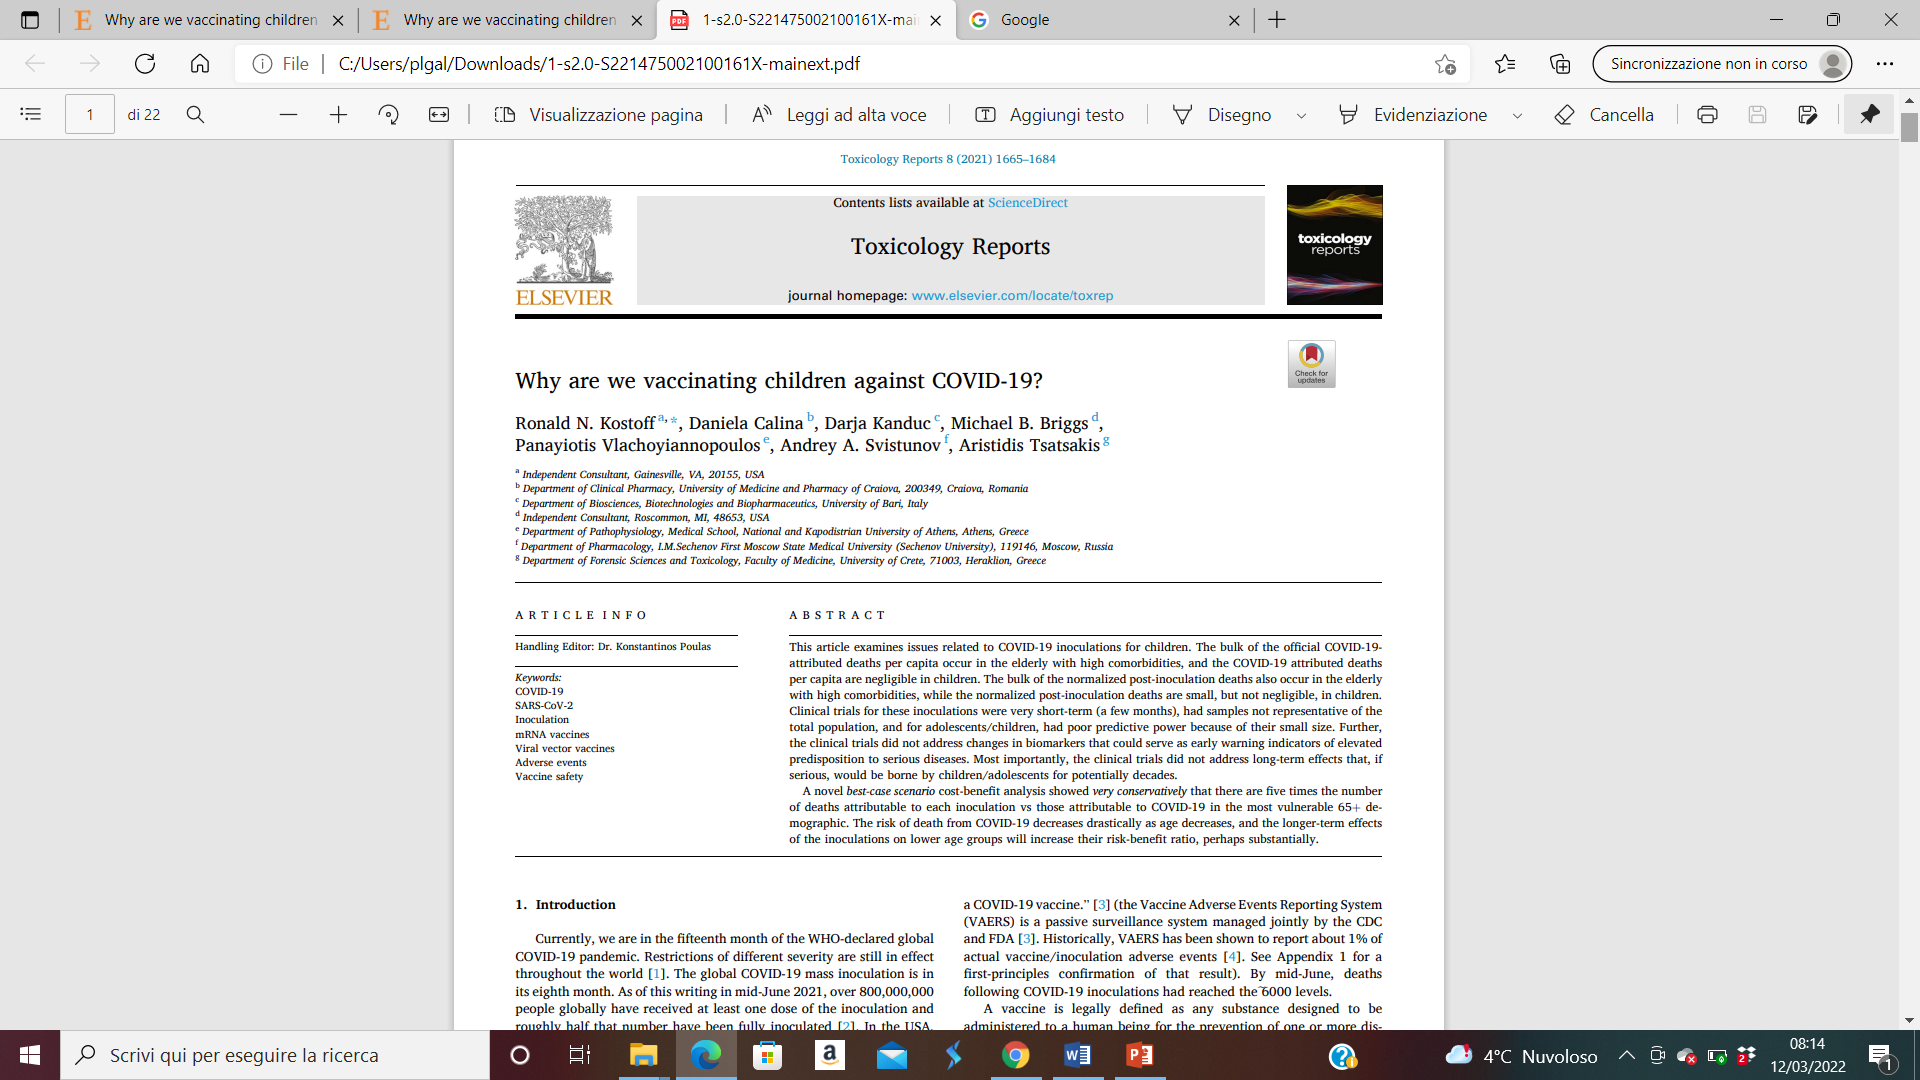 Why are we vaccinating children
Why are we vaccinating children
1-s2.0-S221475002100161X-mai
Google
File
C:/Users/plgal/Downloads/1-s2.0-S221475002100161X-mainext.pdf
Sincronizzazione non in corso
1 di 22
Visualizzazione pagina
Leggi ad alta voce
Aggiungi testo
Disegno
Evidenziazione
Cancella
Toxicology Reports 8 (2021) 1665–1684
Contents lists available at ScienceDirect
Toxicology Reports
journal homepage: www.elsevier.com/locate/toxrep
ELSEVIER
toxicology
reports
Check for
updates
Why are we vaccinating children against COVID-19?
Ronald N. Kostoff a,*, Daniela Calina b, Darja Kanduc c, Michael B. Briggs d,
Panayiotis Vlachoyiannopoulos e, Andrey A. Svistunov f, Aristidis Tsatsakis g
a Independent Consultant, Gainesville, VA, 20155, USA
b Department of Clinical Pharmacy, University of Medicine and Pharmacy of Craiova, 200349, Craiova, Romania
c Department of Biosciences, Biotechnologies and Biopharmaceutics, University of Bari, Italy
d Independent Consultant, Roscommon, MI, 48653, USA
e Department of Pathophysiology, Medical School, National and Kapodistrian University of Athens, Athens, Greece
f Department of Pharmacology, I.M.Sechenov First Moscow State Medical University (Sechenov University), 119146, Moscow, Russia
g Department of Forensic Sciences and Toxicology, Faculty of Medicine, University of Crete, 71003, Heraklion, Greece
ARTICLE INFO
Handling Editor: Dr. Konstantinos Poulas
Keywords:
COVID-19
SARS-CoV-2
Inoculation
mRNA vaccines
Viral vector vaccines
Adverse events
Vaccine safety
ABSTRACT
This article examines issues related to COVID-19 inoculations for children. The bulk of the official COVID-19-
attributed deaths per capita occur in the elderly with high comorbidities, and the COVID-19 attributed deaths
per capita are negligible in children. The bulk of the normalized post-inoculation deaths also occur in the elderly
with high comorbidities, while the normalized post-inoculation deaths are small, but not negligible, in children.
Clinical trials for these inoculations were very short-term (a few months), had samples not representative of the
total population, and for adolescents/children, had poor predictive power because of their small size. Further,
the clinical trials did not address changes in biomarkers that could serve as early warning indicators of elevated
predisposition to serious diseases. Most importantly, the clinical trials did not address long-term effects that, if
serious, would be borne by children/adolescents for potentially decades.
A novel best-case scenario cost-benefit analysis showed very conservatively that there are five times the number
of deaths attributable to each inoculation vs those attributable to COVID-19 in the most vulnerable 65+ de-
mographic. The risk of death from COVID-19 decreases drastically as age decreases, and the longer-term effects
of the inoculations on lower age groups will increase their risk-benefit ratio, perhaps substantially.
1. Introduction
Currently, we are in the fifteenth month of the WHO-declared global
COVID-19 pandemic. Restrictions of different severity are still in effect
throughout the world [1]. The global COVID-19 mass inoculation is in
its eighth month. As of this writing in mid-June 2021, over 800,000,000
people globally have received at least one dose of the inoculation and
roughly half that number have been fully inoculated [2]. In the USA,
a COVID-19 vaccine.” [3] (the Vaccine Adverse Events Reporting System
(VAERS) is a passive surveillance system managed jointly by the CDC
and FDA [3]. Historically, VAERS has been shown to report about 1% of
actual vaccine/inoculation adverse events [4]. See Appendix 1 for a
first-principles confirmation of that result). By mid-June, deaths
following COVID-19 inoculations had reached the ˜6000 levels.
A vaccine is legally defined as any substance designed to be
administered to a human being for the prevention of one or more dis-
Scrivi qui per eseguire la ricerca
4°C Nuvoloso
08:14
12/03/2022